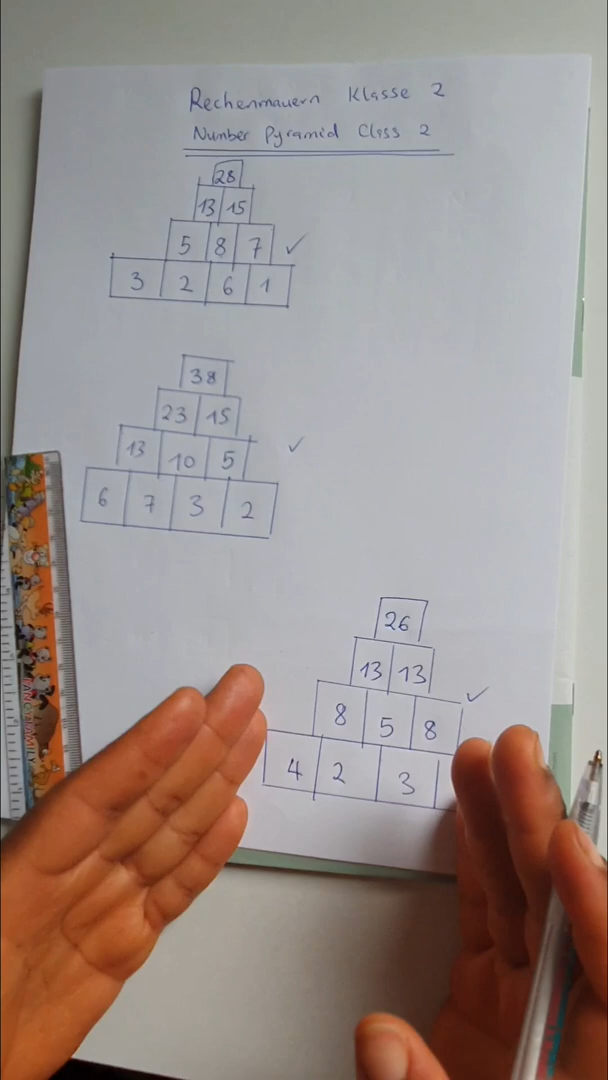 Rechenmauern Klasse 2
Number Pyramid Class 2
28
13 15
5 8 7 ✓
3 2 6 1
38
23 15
13 10 5 ✓
6 7 3 2
26
13 13
8 5 8 ✓
4 2 3